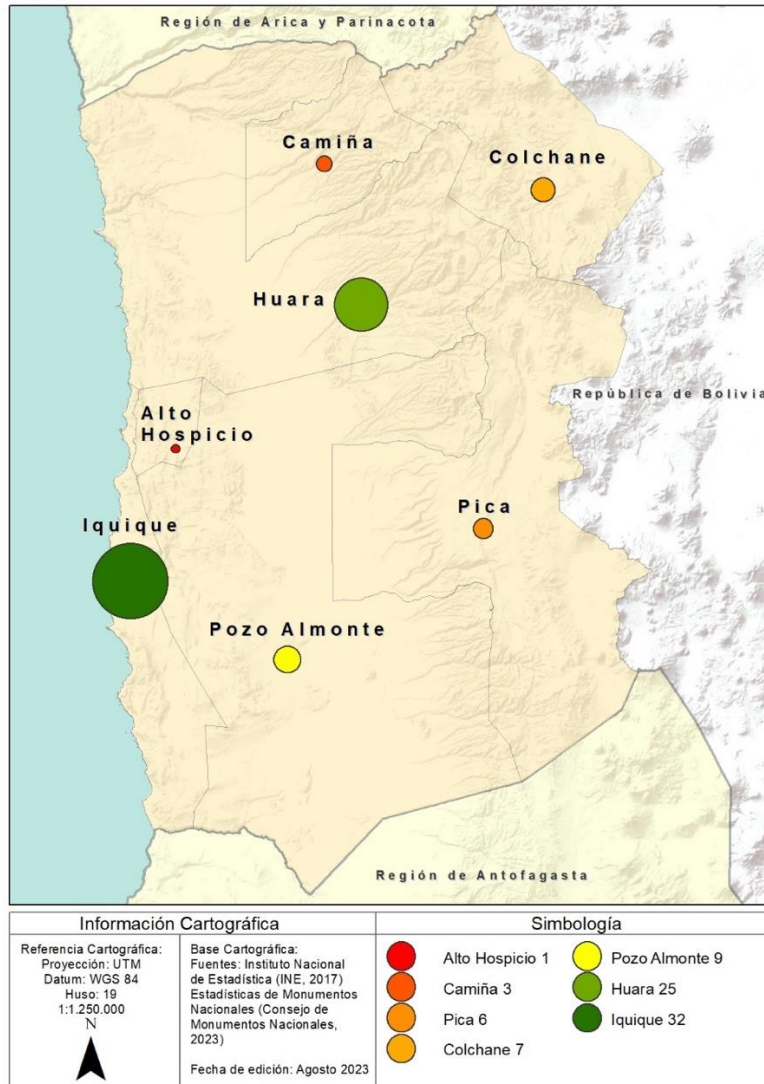 Región de Arica y Parinacota
Camiña
Colchane
Huara
República de Bolivia
Alto
Hospicio
Pica
Iquique
Pozo Almonte
Región de Antofagasta
Información Cartográfica
Referencia Cartográfica:
Proyección: UTM
Datum: WGS 84
Huso: 19
1:1.250.000
N
Base Cartográfica:
Fuentes: Instituto Nacional
de Estadística (INE, 2017)
Estadísticas de Monumentos
Nacionales (Consejo de
Monumentos Nacionales,
2023)
Fecha de edición: Agosto 2023
Simbología
Alto Hospicio 1
Camiña 3
Pica 6
Colchane 7
Pozo Almonte 9
Huara 25
Iquique 32